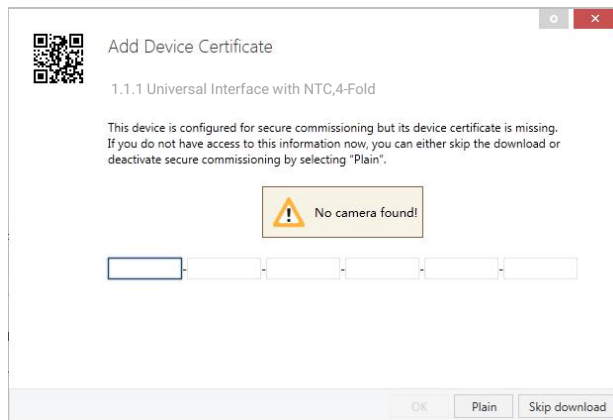 Add Device Certificate
1.1.1 Universal Interface with NTC,4-Fold
This device is configured for secure commissioning but its device certificate is missing.
If you do not have access to this information now, you can either skip the download or
deactivate secure commissioning by selecting "Plain".
No camera found!
- - - - -
OK Plain Skip download